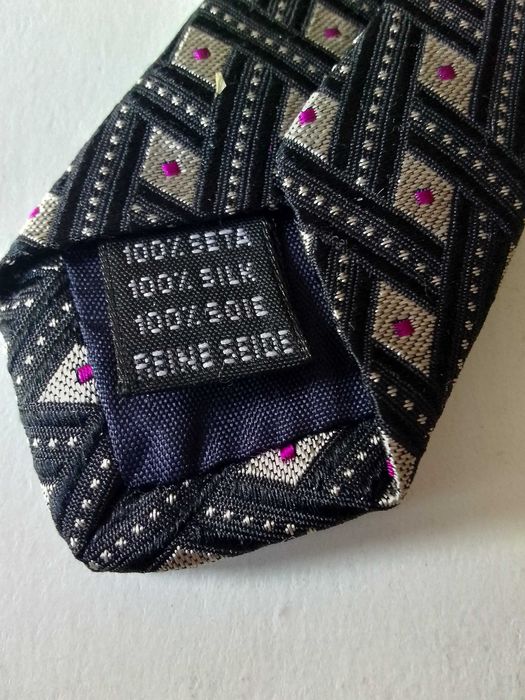 100% SETA
100% SILK
100% SOIE
REINE SEIDE